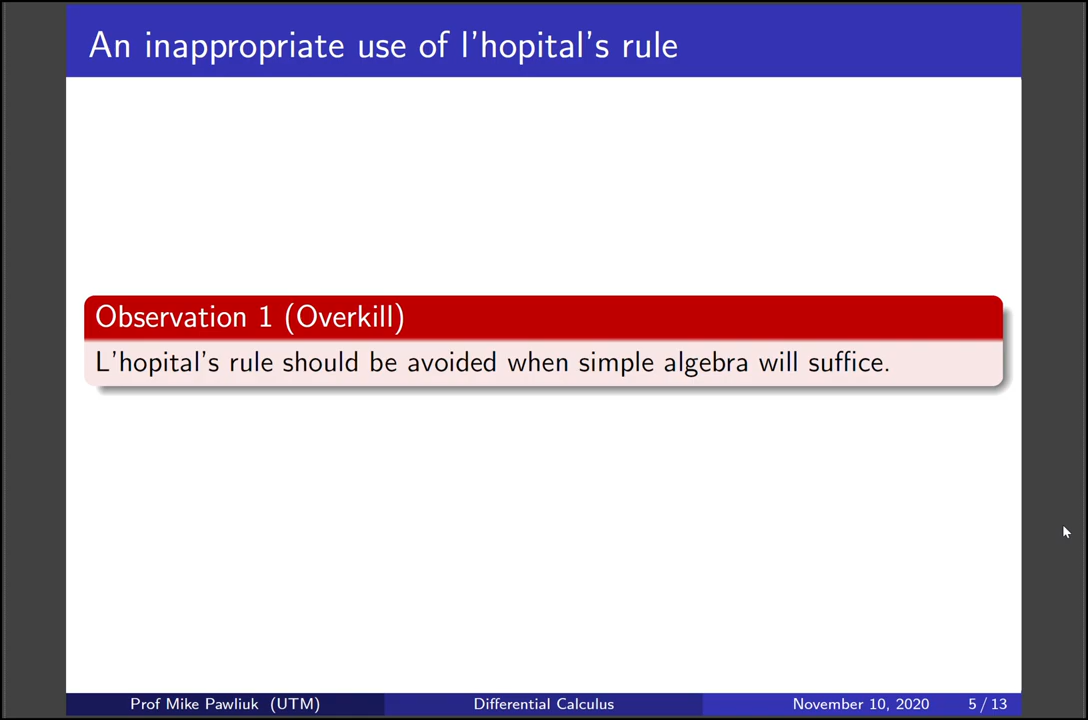 An inappropriate use of l'hopital's rule
Observation 1 (Overkill)
L'hopital's rule should be avoided when simple algebra will suffice.
Prof Mike Pawliuk (UTM) Differential Calculus November 10, 2020 5 / 13